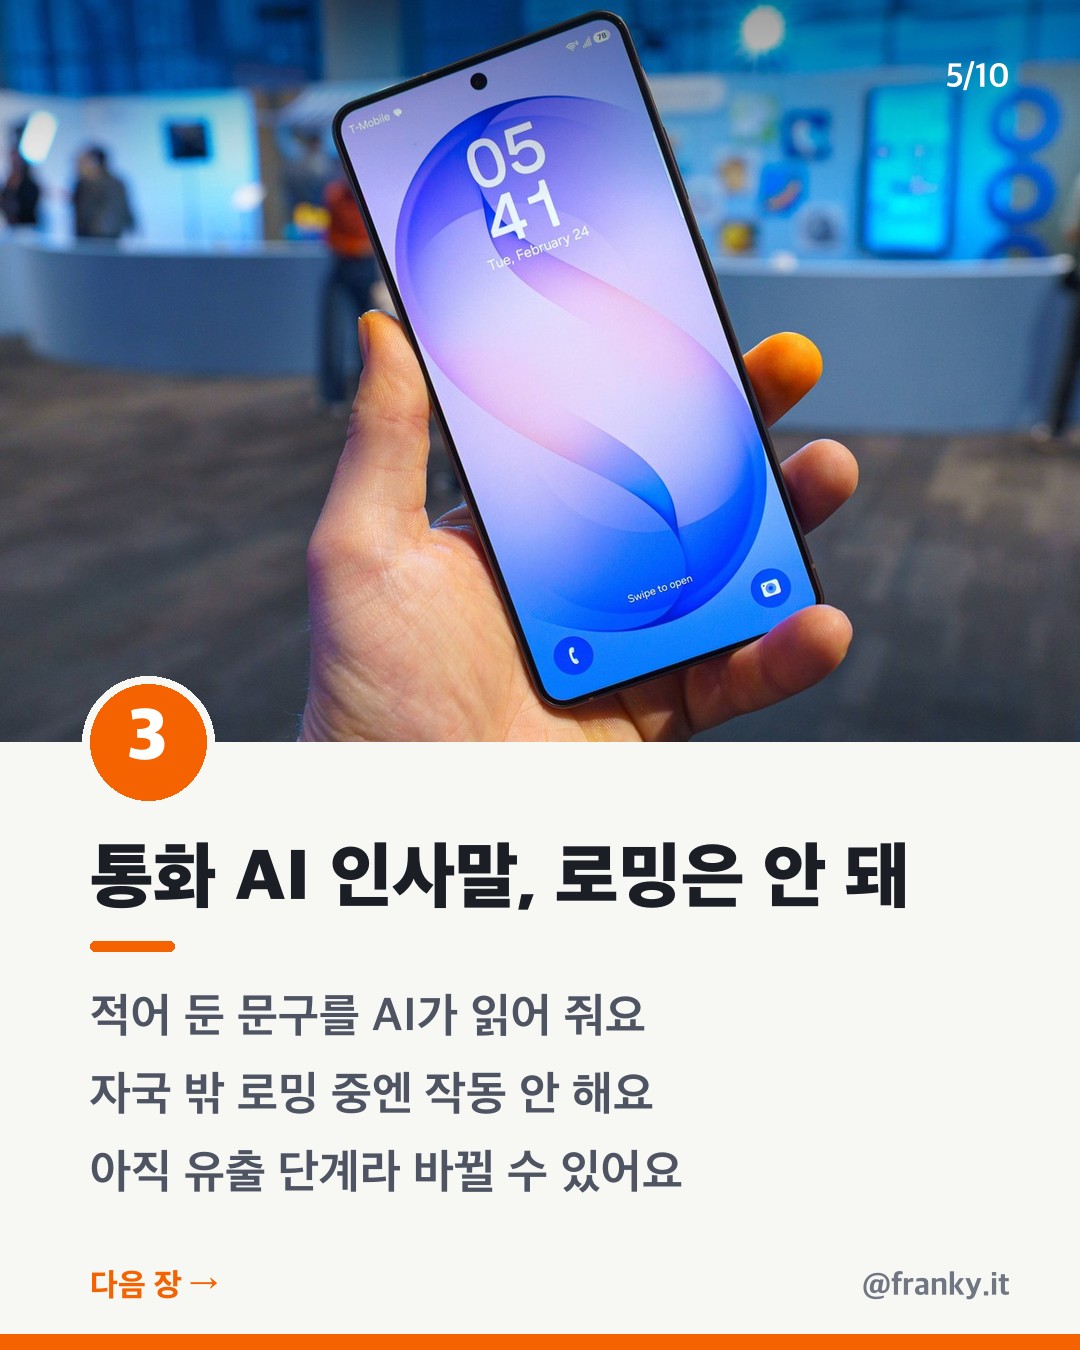 5/10
78
T-Mobile
05
41
Tue, February 24
Swipe to open
3
통화 AI 인사말, 로밍은 안 돼
적어 둔 문구를 AI가 읽어 줘요
자국 밖 로밍 중엔 작동 안 해요
아직 유출 단계라 바뀔 수 있어요
다음 장 →
@franky.it